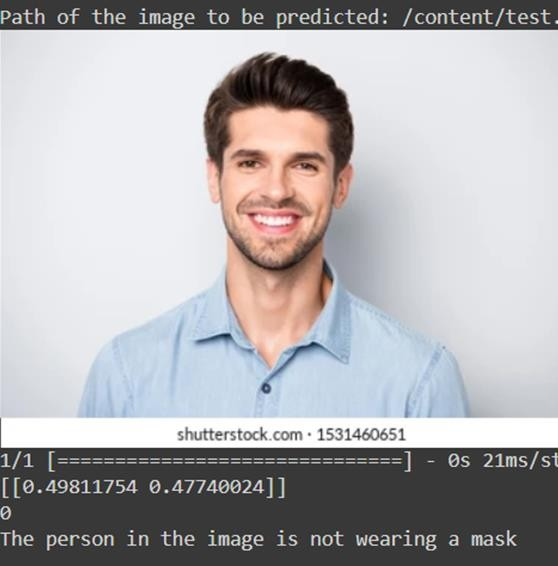 Path of the image to be predicted: /content/test.
shutterstock.com · 1531460651
1/1 [==============================] - 0s 21ms/st
[[0.49811754 0.47740024]]
0
The person in the image is not wearing a mask